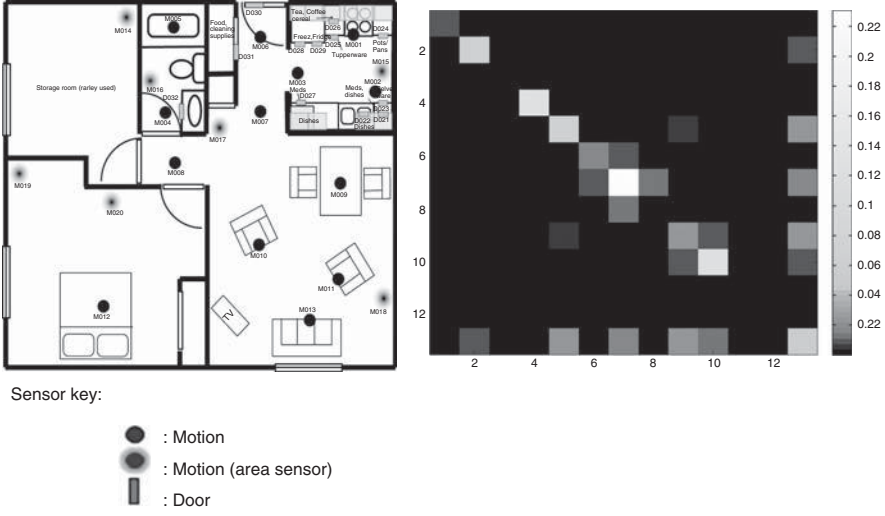 M014
M005
Food,
cleaning
supplies
D030
M006
D031
Tea, Coffee
cereal
D026
D025
Freez,Fridge
D028
D029
M001
Tupperware
D024
Pots/
Pans
M015
M003
Meds
D027
M002
Meds,
dishes
Dishes
D022
Dishes
D023
D021
Storage room (rarley used)
M016
D032
M004
M017
M007
M008
M019
M020
M009
M010
M011
M018
M012
M013
TV
2
4
6
8
10
12
2
4
6
8
10
12
0.22
0.2
0.18
0.16
0.14
0.12
0.1
0.08
0.06
0.04
0.22
Sensor key:
: Motion
: Motion (area sensor)
: Door